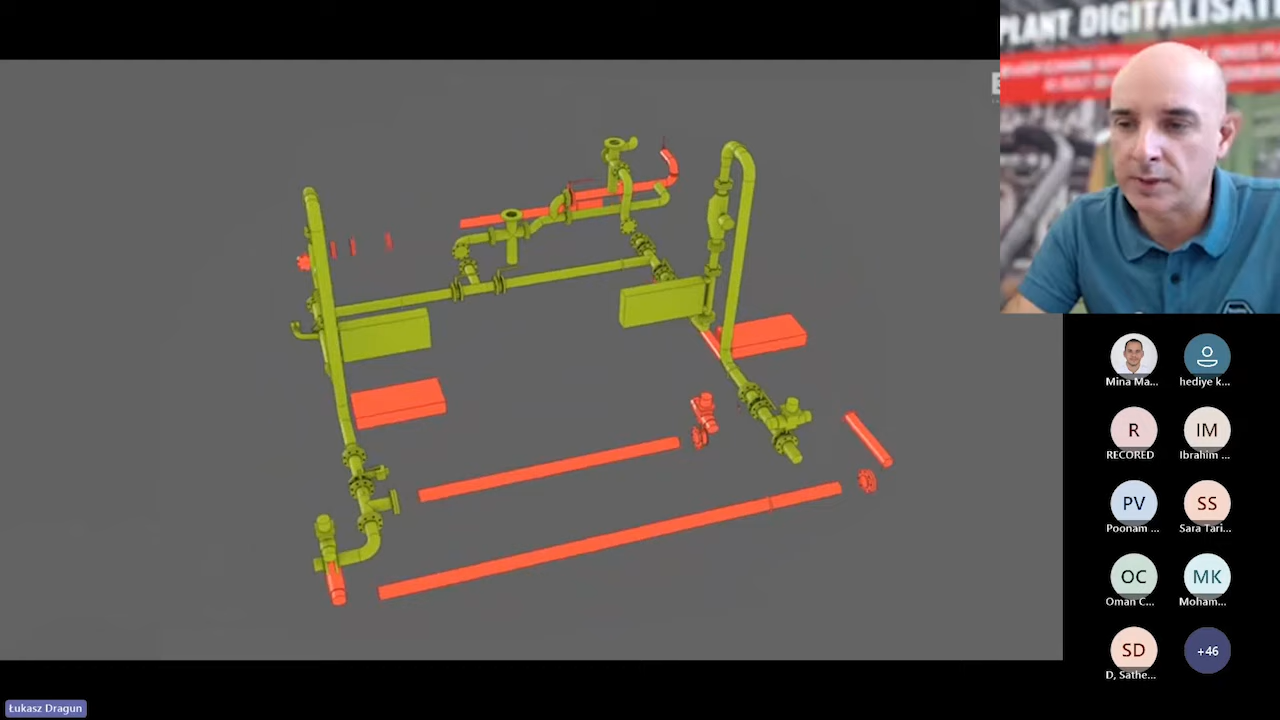 PLANT DIGITALISATI
Mina Ma...
hediye k...
R
IM
RECORED
Ibrahim ...
PV
SS
Poonam ...
Sara Tari...
OC
MK
Oman C...
Moham...
SD
+46
D, Sathe...
Łukasz Dragun